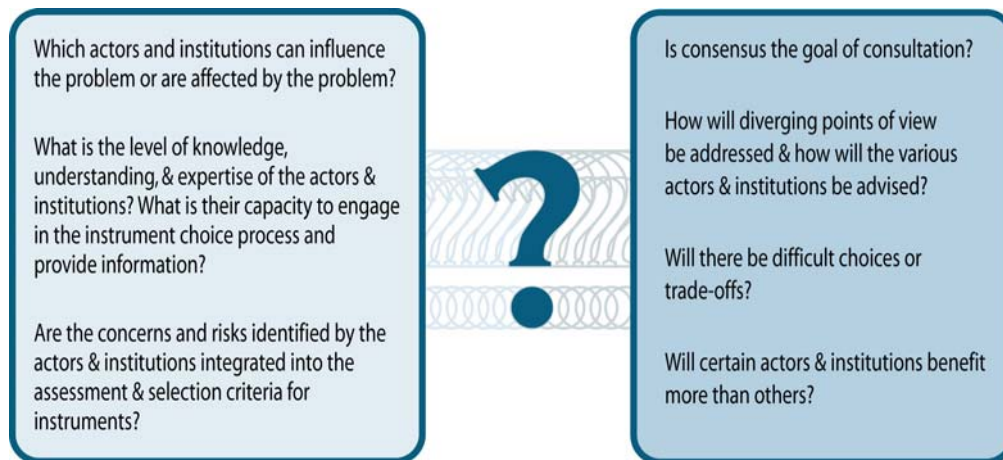 Which actors and institutions can influence
the problem or are affected by the problem?
What is the level of knowledge,
understanding, & expertise of the actors &
institutions? What is their capacity to engage
in the instrument choice process and
provide information?
Are the concerns and risks identified by the
actors & institutions integrated into the
assessment & selection criteria for
instruments?
?
Is consensus the goal of consultation?
How will diverging points of view
be addressed & how will the various
actors & institutions be advised?
Will there be difficult choices or
trade-offs?
Will certain actors & institutions benefit
more than others?